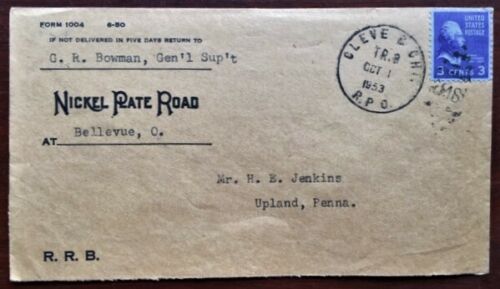 FORM 1004 6-50
IF NOT DELIVERED IN FIVE DAYS RETURN TO
G. R. Bowman, Gen'l Sup't
NICKEL PLATE ROAD
AT Bellevue, O.
CLEVE & CHI.
TR.8
OCT 1
1953
R.P.O.
UNITED STATES POSTAGE
3 CENTS 3
RMS
Mr. H. E. Jenkins
Upland, Penna.
R. R. B.